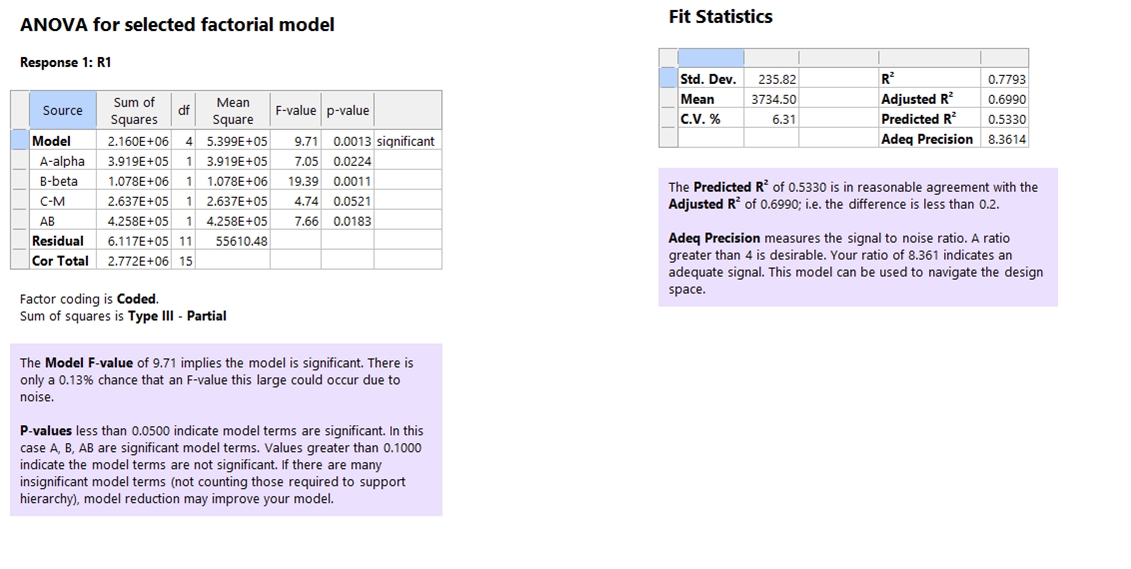 ANOVA for selected factorial model
Response 1: R1
Source Sum of Squares df Mean Square F-value p-value
Model 2.160E+06 4 5.399E+05 9.71 0.0013 significant
A-alpha 3.919E+05 1 3.919E+05 7.05 0.0224
B-beta 1.078E+06 1 1.078E+06 19.39 0.0011
C-M 2.637E+05 1 2.637E+05 4.74 0.0521
AB 4.258E+05 1 4.258E+05 7.66 0.0183
Residual 6.117E+05 11 55610.48
Cor Total 2.772E+06 15
Factor coding is Coded.
Sum of squares is Type III - Partial
The Model F-value of 9.71 implies the model is significant. There is
only a 0.13% chance that an F-value this large could occur due to
noise.
P-values less than 0.0500 indicate model terms are significant. In this
case A, B, AB are significant model terms. Values greater than 0.1000
indicate the model terms are not significant. If there are many
insignificant model terms (not counting those required to support
hierarchy), model reduction may improve your model.
Fit Statistics
Std. Dev. 235.82 R² 0.7793
Mean 3734.50 Adjusted R² 0.6990
C.V. % 6.31 Predicted R² 0.5330
Adeq Precision 8.3614
The Predicted R² of 0.5330 is in reasonable agreement with the
Adjusted R² of 0.6990; i.e. the difference is less than 0.2.
Adeq Precision measures the signal to noise ratio. A ratio
greater than 4 is desirable. Your ratio of 8.361 indicates an
adequate signal. This model can be used to navigate the design
space.